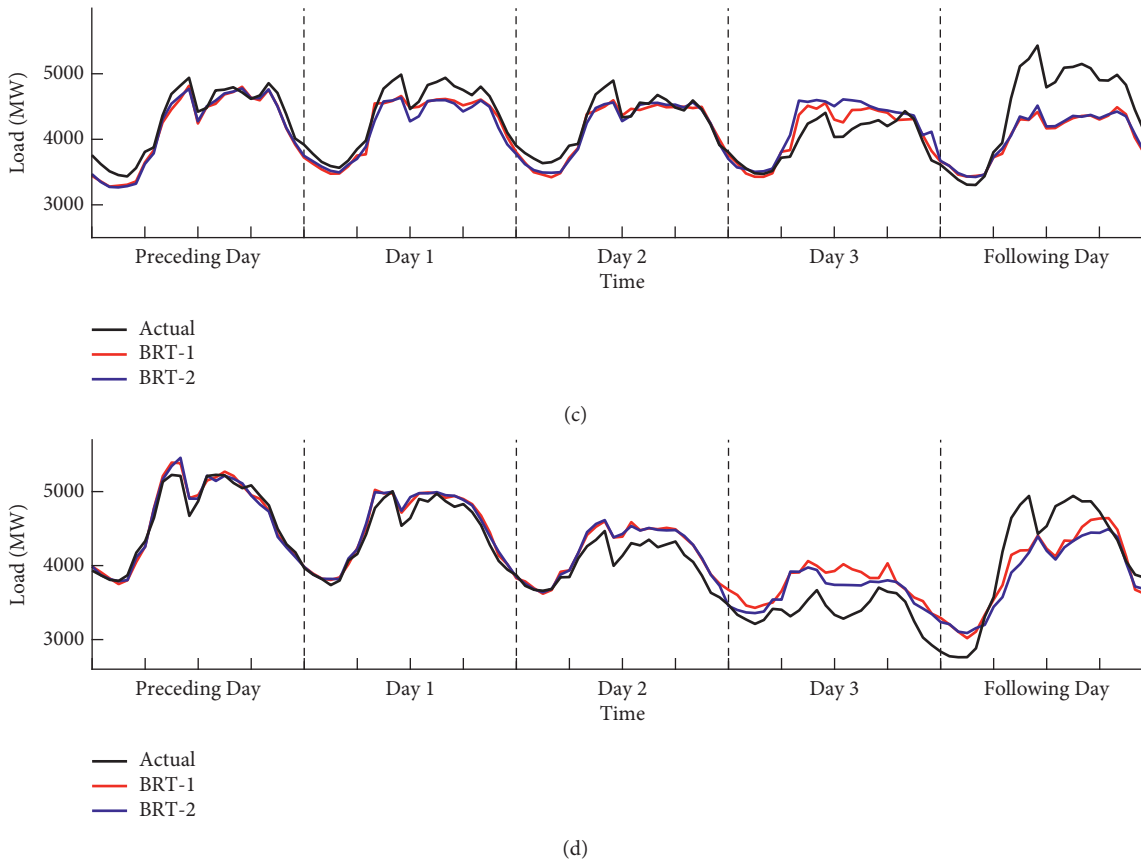 5000
4000
3000
Load (MW)
Preceding Day Day 1 Day 2 Day 3 Following Day
Time
Actual
BRT-1
BRT-2
(c)
5000
4000
3000
Load (MW)
Preceding Day Day 1 Day 2 Day 3 Following Day
Time
Actual
BRT-1
BRT-2
(d)